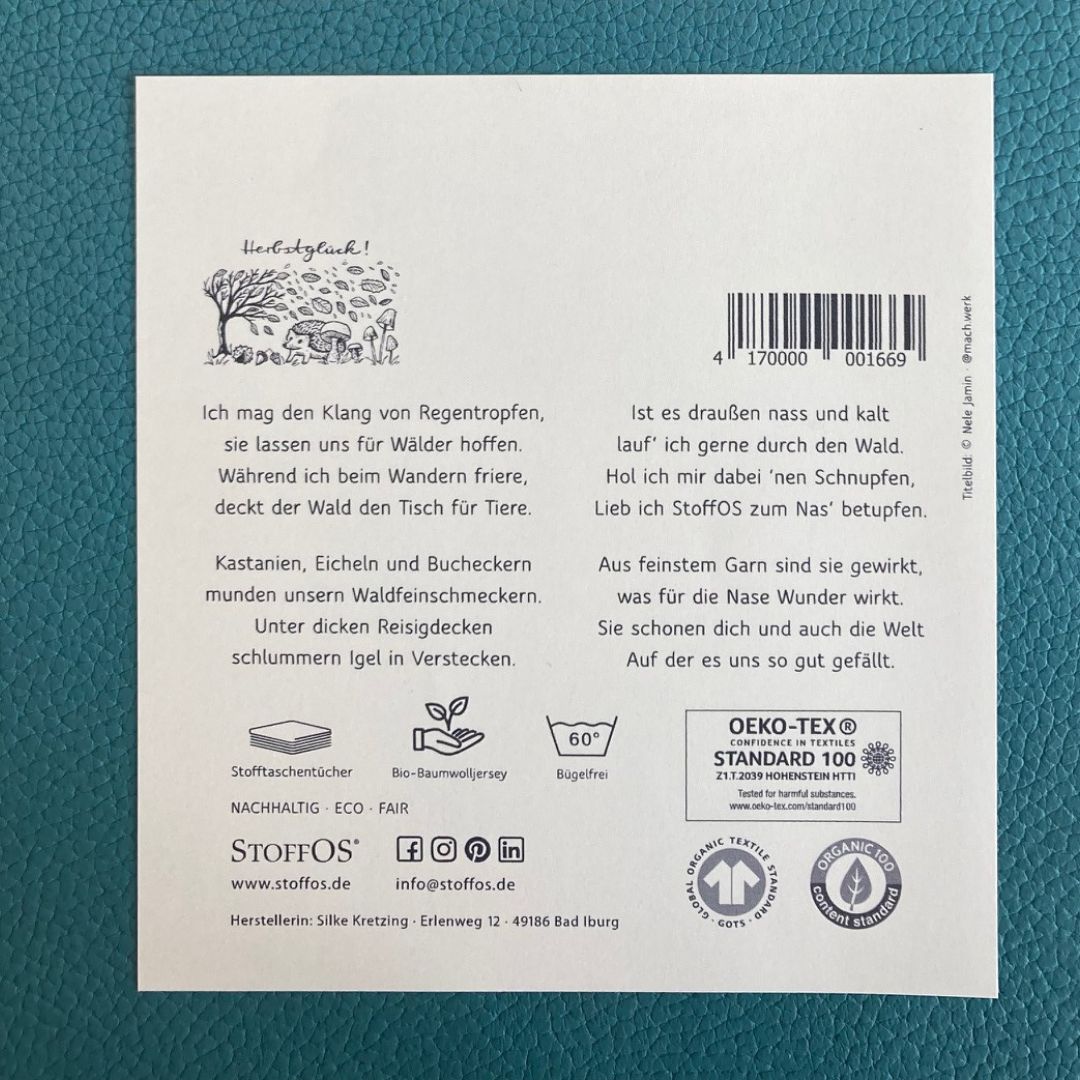 Herbstglück!
4 170000 001669
Titelbild: © Nele Jamin · @mach.werk
Ich mag den Klang von Regentropfen,
sie lassen uns für Wälder hoffen.
Während ich beim Wandern friere,
deckt der Wald den Tisch für Tiere.
Kastanien, Eicheln und Bucheckern
munden unsern Waldfeinschmeckern.
Unter dicken Reisigdecken
schlummern Igel in Verstecken.
Ist es draußen nass und kalt
lauf’ ich gerne durch den Wald.
Hol ich mir dabei ’nen Schnupfen,
Lieb ich StoffOS zum Nas’ betupfen.
Aus feinstem Garn sind sie gewirkt,
was für die Nase Wunder wirkt.
Sie schonen dich und auch die Welt
Auf der es uns so gut gefällt.
Stofftaschentücher
Bio-Baumwolljersey
60°
Bügelfrei
NACHHALTIG · ECO · FAIR
STOFFOS®
www.stoffos.de
info@stoffos.de
Herstellerin: Silke Kretzing · Erlenweg 12 · 49186 Bad Iburg
OEKO-TEX®
CONFIDENCE IN TEXTILES
STANDARD 100
Z1.T.2039 HOHENSTEIN HTTI
Tested for harmful substances.
www.oeko-tex.com/standard100
GLOBAL ORGANIC TEXTILE STANDARD
· GOTS ·
ORGANIC 100
content standard